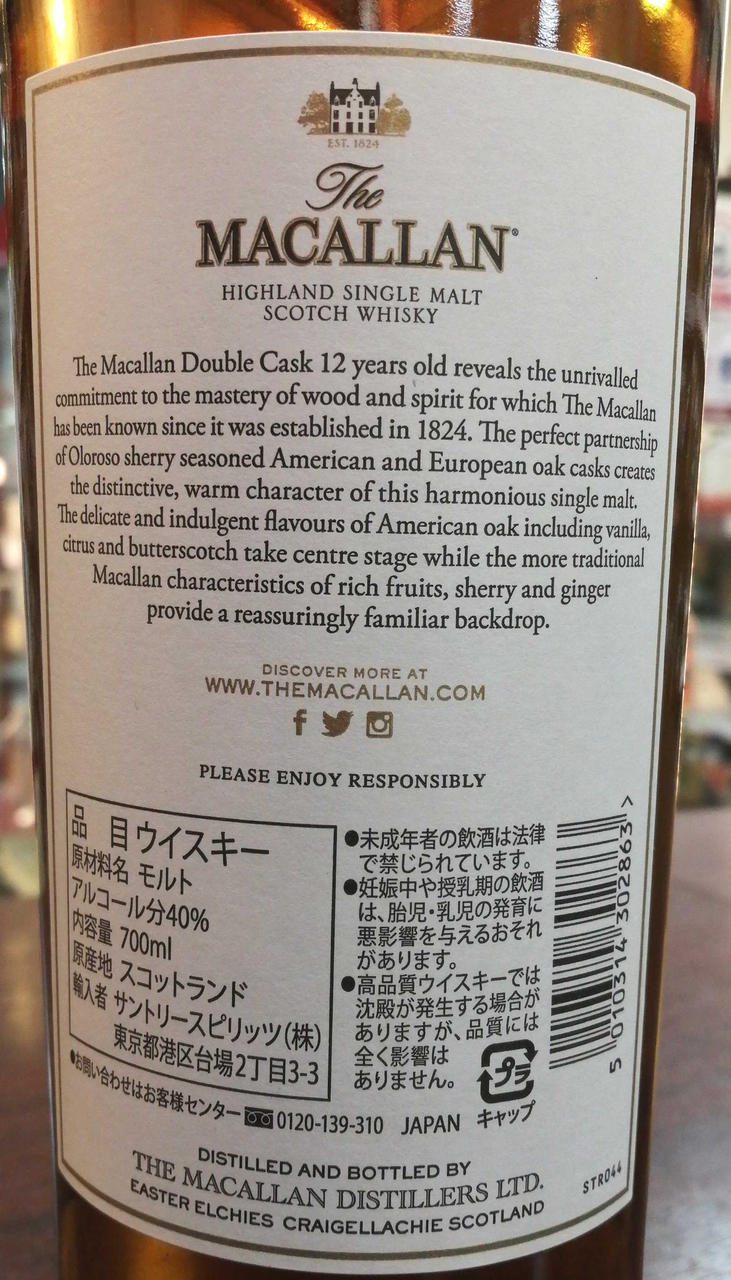 EST. 1824
The
MACALLAN®
HIGHLAND SINGLE MALT
SCOTCH WHISKY
The Macallan Double Cask 12 years old reveals the unrivalled
commitment to the mastery of wood and spirit for which The Macallan
has been known since it was established in 1824. The perfect partnership
of Oloroso sherry seasoned American and European oak casks creates
the distinctive, warm character of this harmonious single malt.
The delicate and indulgent flavours of American oak including vanilla,
citrus and butterscotch take centre stage while the more traditional
Macallan characteristics of rich fruits, sherry and ginger
provide a reassuringly familiar backdrop.
DISCOVER MORE AT
WWW.THEMACALLAN.COM
PLEASE ENJOY RESPONSIBLY
品 目 ウイスキー
原材料名 モルト
アルコール分40%
内容量 700ml
原産地 スコットランド
輸入者 サントリースピリッツ(株)
東京都港区台場2丁目3-3
●未成年者の飲酒は法律
で禁じられています。
●妊娠中や授乳期の飲酒
は、胎児・乳児の発育に
悪影響を与えるおそれ
があります。
●高品質ウイスキーでは
沈殿が発生する場合が
ありますが、品質には
全く影響は
ありません。
プラ
キャップ
5 010314 302863 >
●お問い合わせはお客様センター 0120-139-310 JAPAN
DISTILLED AND BOTTLED BY
THE MACALLAN DISTILLERS LTD.
EASTER ELCHIES CRAIGELLACHIE SCOTLAND
STR044